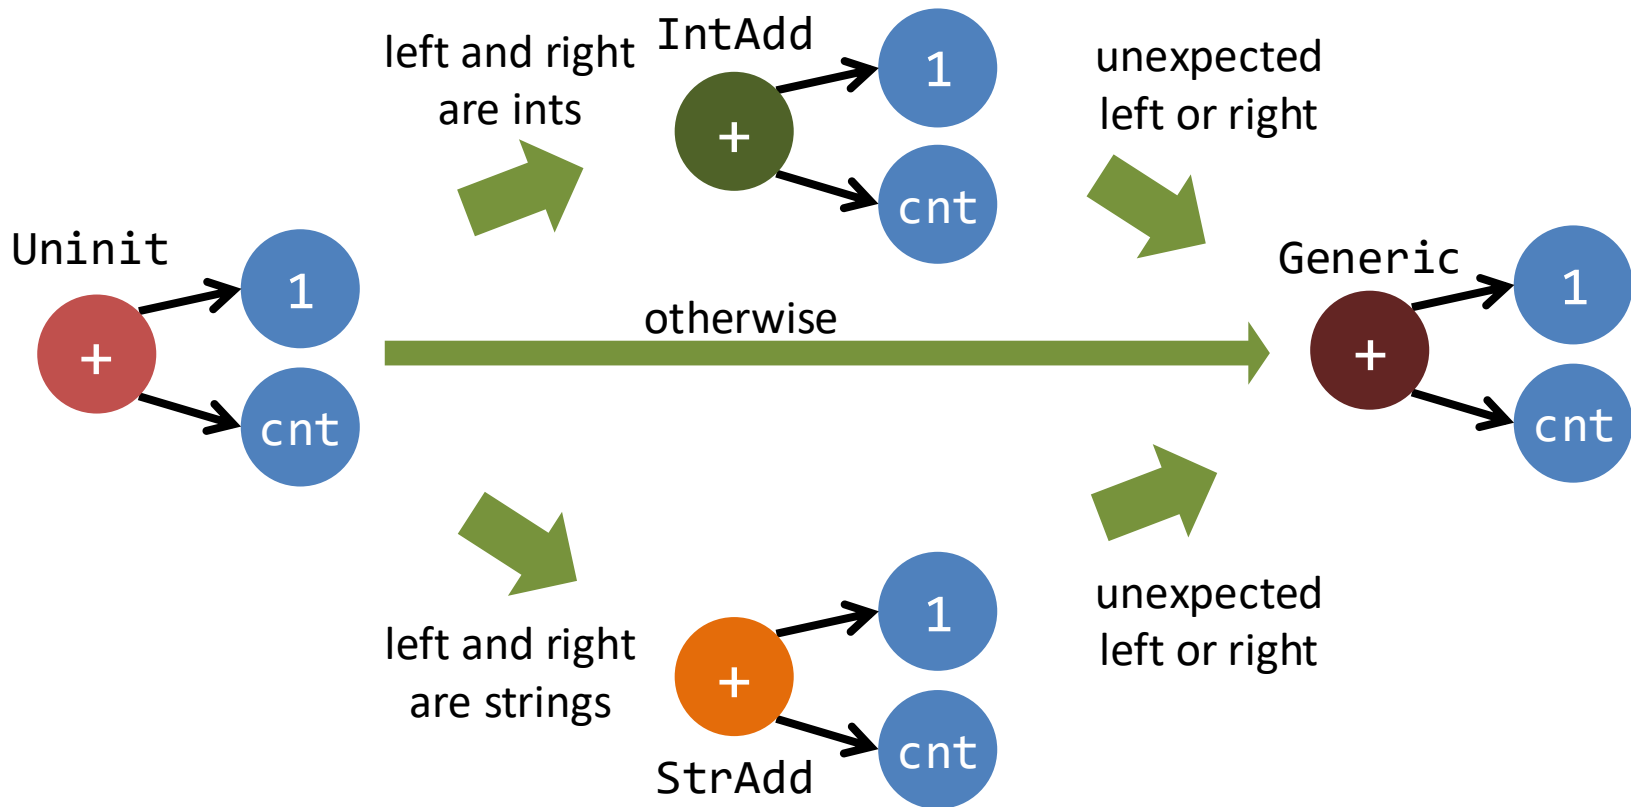 Uninit
+
1
cnt
left and right
are ints
IntAdd
+
1
cnt
unexpected
left or right
otherwise
left and right
are strings
+
1
cnt
StrAdd
unexpected
left or right
Generic
+
1
cnt